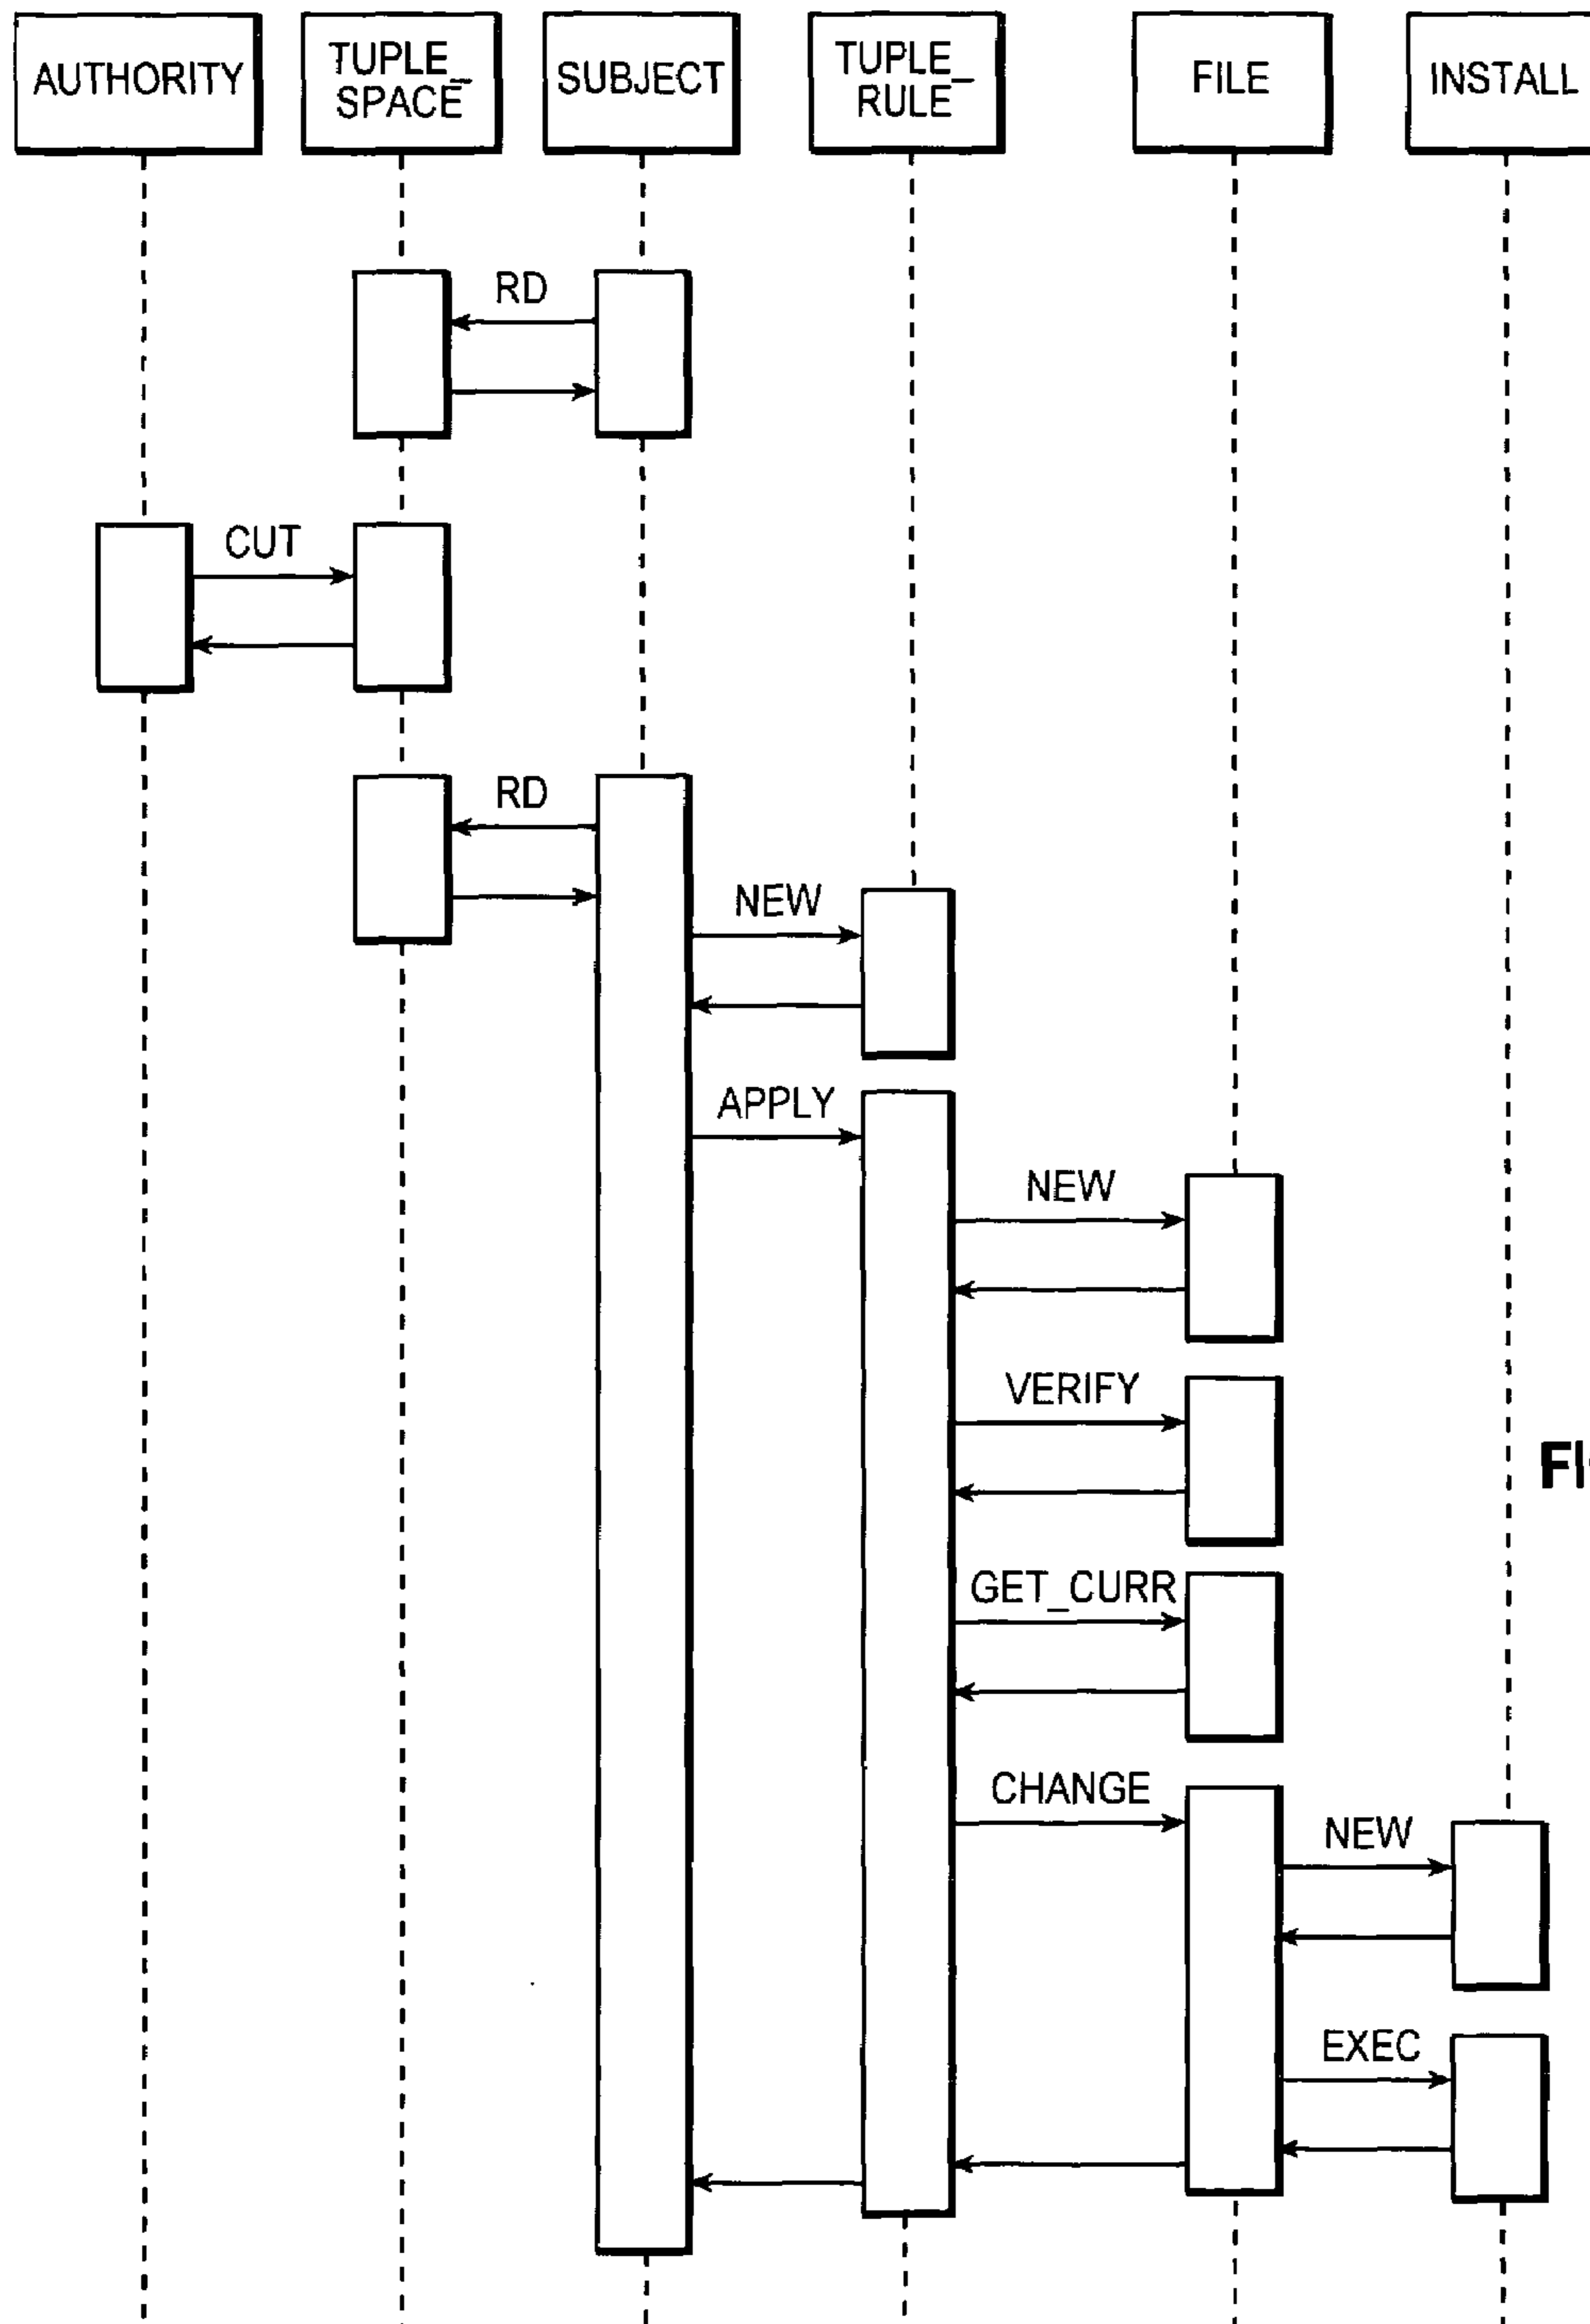 AUTHORITY
TUPLE_
SPACE
SUBJECT
TUPLE_
RULE
FILE
INSTALL
RD
CUT
RD
NEW
APPLY
NEW
VERIFY
GET_CURR
CHANGE
NEW
EXEC